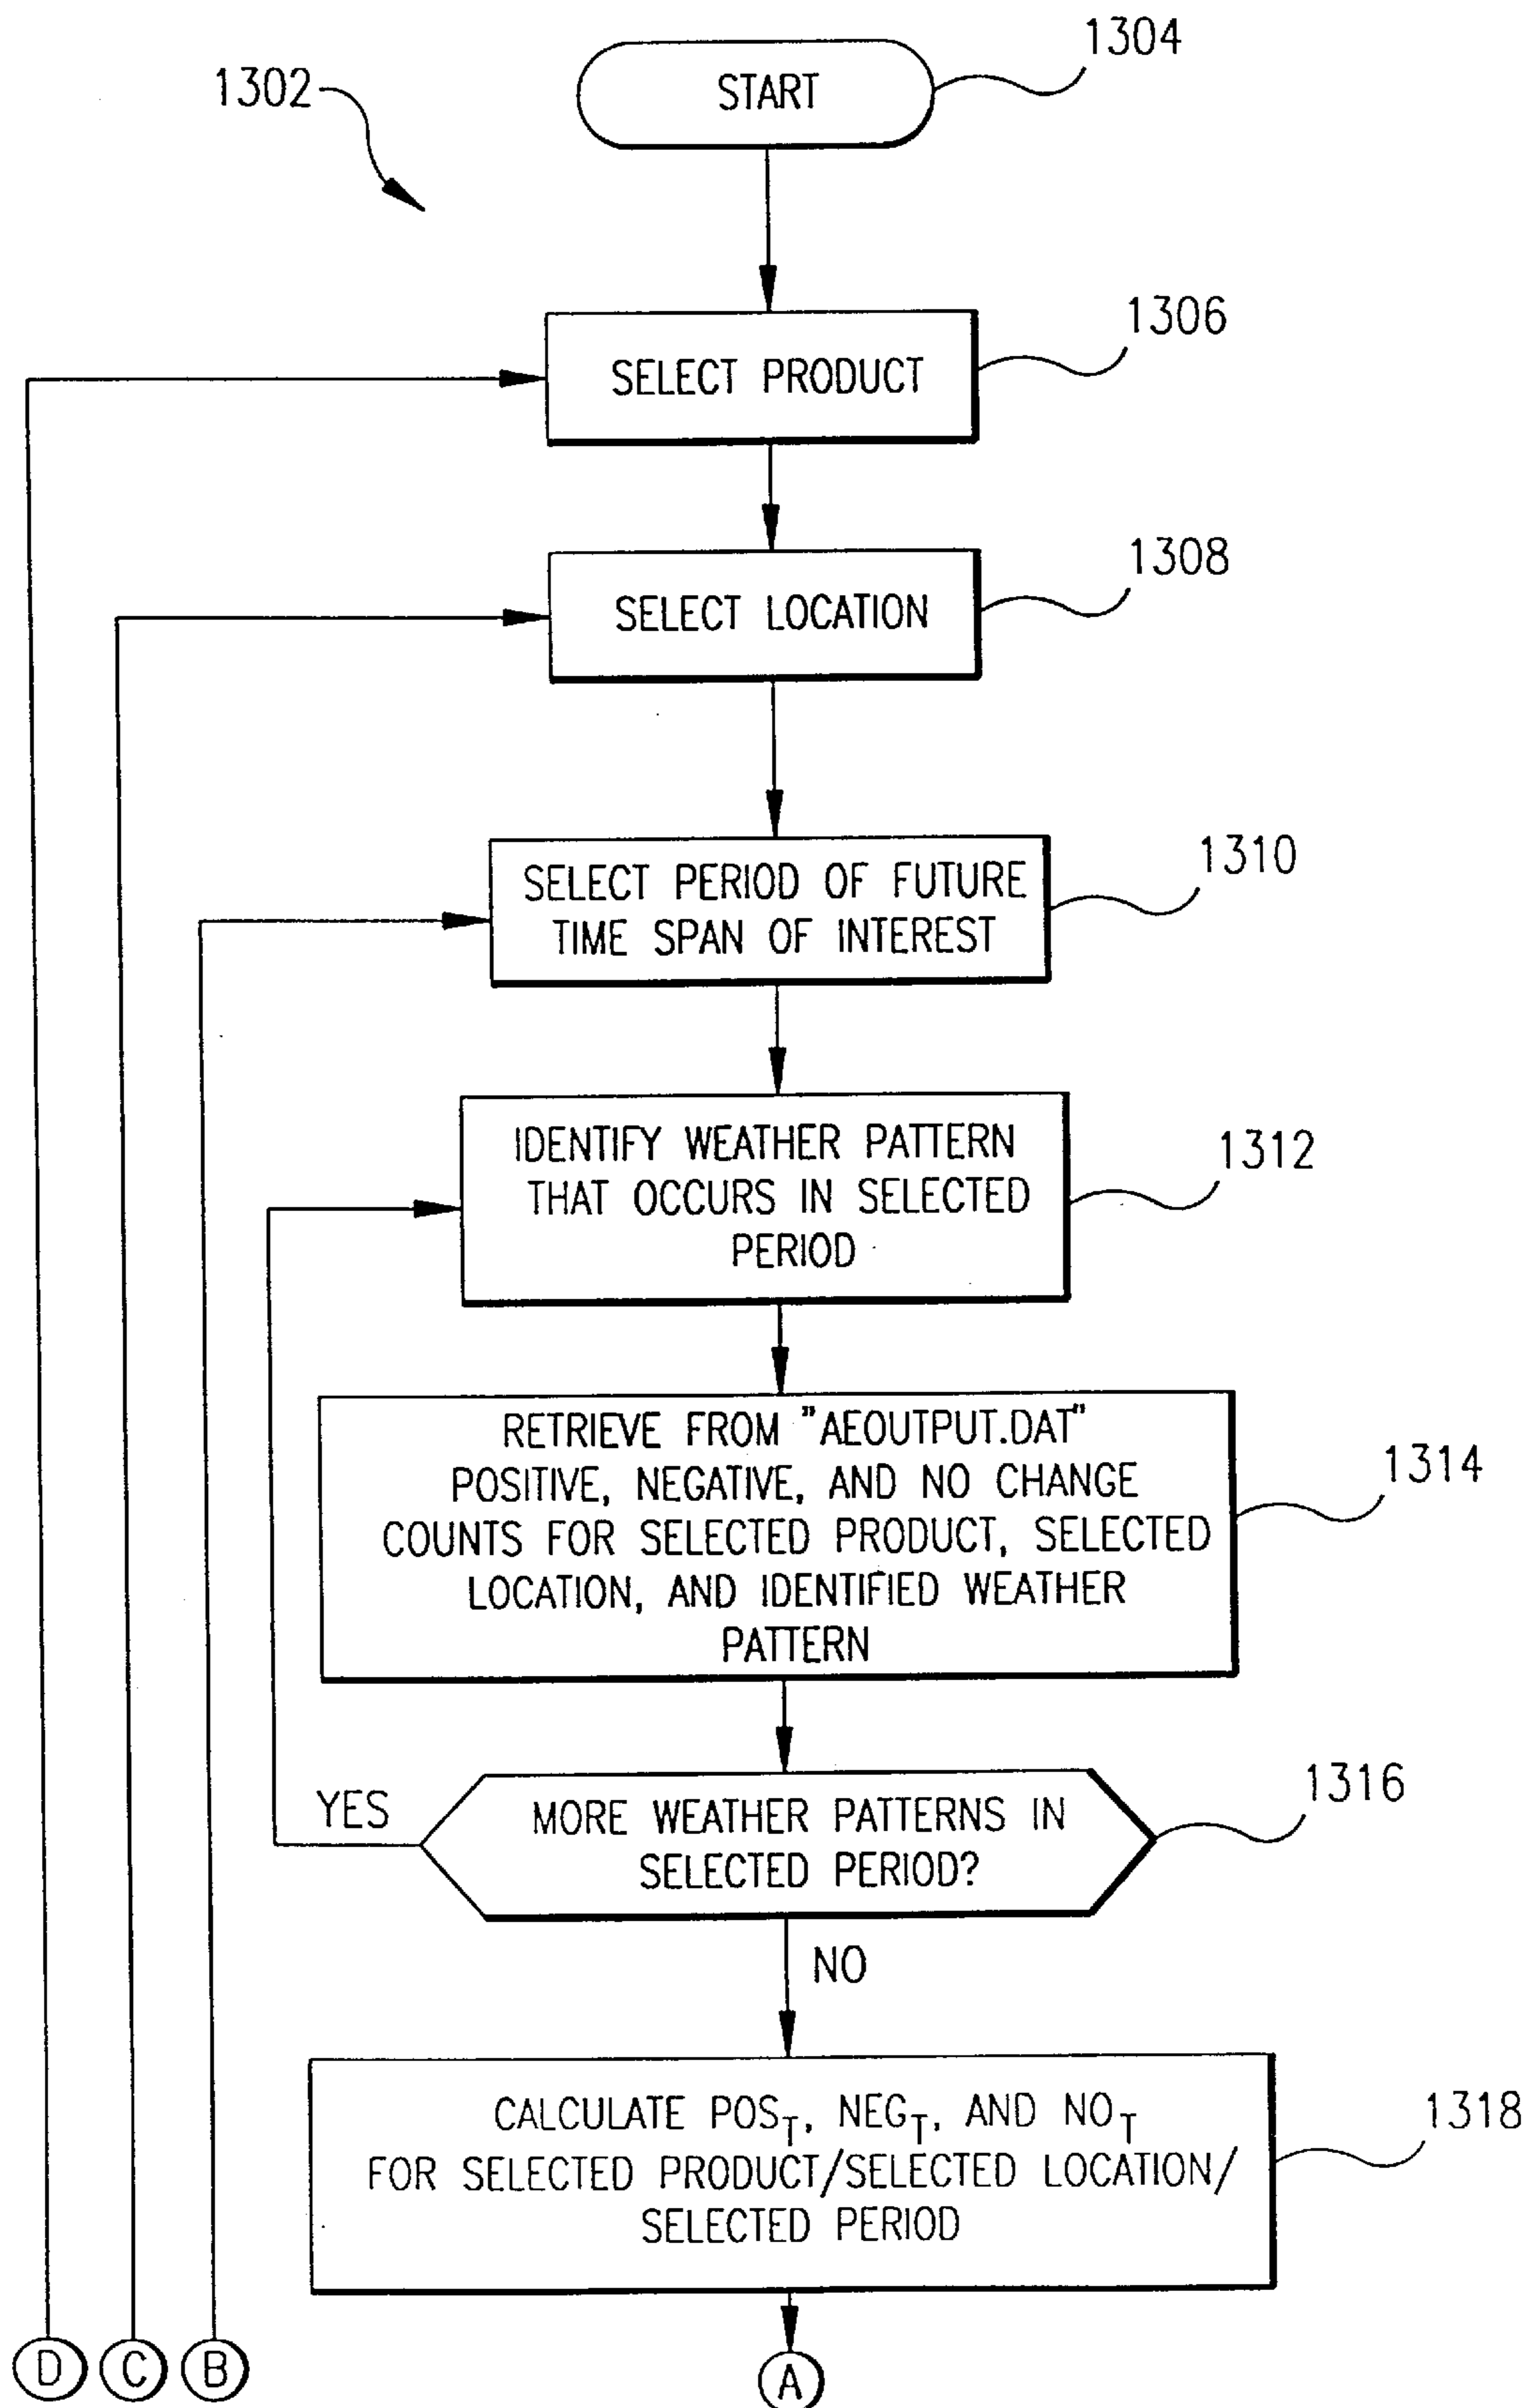 1302
START
1304
SELECT PRODUCT
1306
SELECT LOCATION
1308
SELECT PERIOD OF FUTURE
TIME SPAN OF INTEREST
1310
IDENTIFY WEATHER PATTERN
THAT OCCURS IN SELECTED
PERIOD
1312
RETRIEVE FROM "AEOUTPUT.DAT"
POSITIVE, NEGATIVE, AND NO CHANGE
COUNTS FOR SELECTED PRODUCT, SELECTED
LOCATION, AND IDENTIFIED WEATHER
PATTERN
1314
YES
MORE WEATHER PATTERNS IN
SELECTED PERIOD?
1316
NO
CALCULATE POS_T, NEG_T, AND NO_T
FOR SELECTED PRODUCT/SELECTED LOCATION/
SELECTED PERIOD
1318
D C B A